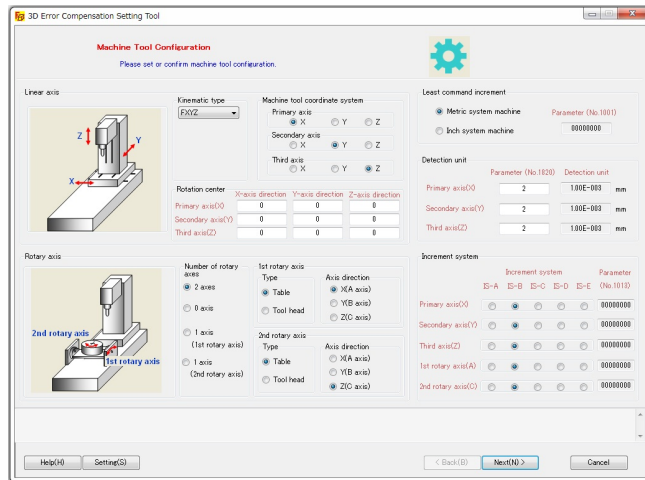 3D Error Compensation Setting Tool
Machine Tool Configuration
Please set or confirm machine tool configuration.
Linear axis
Z
Y
X
Kinematic type
FXYZ
Machine tool coordinate system
Primary axis
X Y Z
Secondary axis
X Y Z
Third axis
X Y Z
Rotation center
X-axis direction Y-axis direction Z-axis direction
Primary axis(X) 0 0 0
Secondary axis(Y) 0 0 0
Third axis(Z) 0 0 0
Least command increment
Metric system machine
Inch system machine
Parameter (No.1001)
00000000
Detection unit
Parameter (No.1820) Detection unit
Primary axis(X) 2 1.00E-003 mm
Secondary axis(Y) 2 1.00E-003 mm
Third axis(Z) 2 1.00E-003 mm
Rotary axis
2nd rotary axis
1st rotary axis
Number of rotary axes
2 axes
0 axis
1 axis
(1st rotary axis)
1 axis
(2nd rotary axis)
1st rotary axis
Type
Table
Tool head
Axis direction
X(A axis)
Y(B axis)
Z(C axis)
2nd rotary axis
Type
Table
Tool head
Axis direction
X(A axis)
Y(B axis)
Z(C axis)
Increment system
Increment system Parameter
IS-A IS-B IS-C IS-D IS-E (No.1013)
Primary axis(X) 00000000
Secondary axis(Y) 00000000
Third axis(Z) 00000000
1st rotary axis(A) 00000000
2nd rotary axis(C) 00000000
Help(H) Setting(S) < Back(B) Next(N) > Cancel